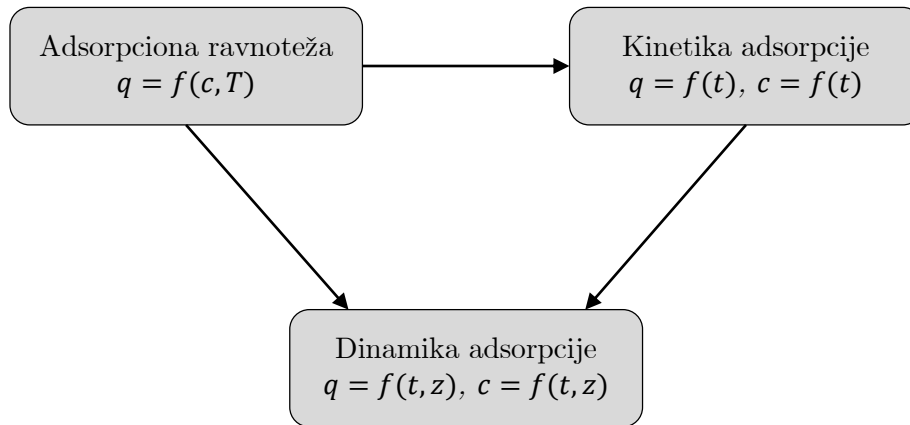 Adsorpciona ravnoteža
q = f(c, T)
Kinetika adsorpcije
q = f(t), c = f(t)
Dinamika adsorpcije
q = f(t, z), c = f(t, z)